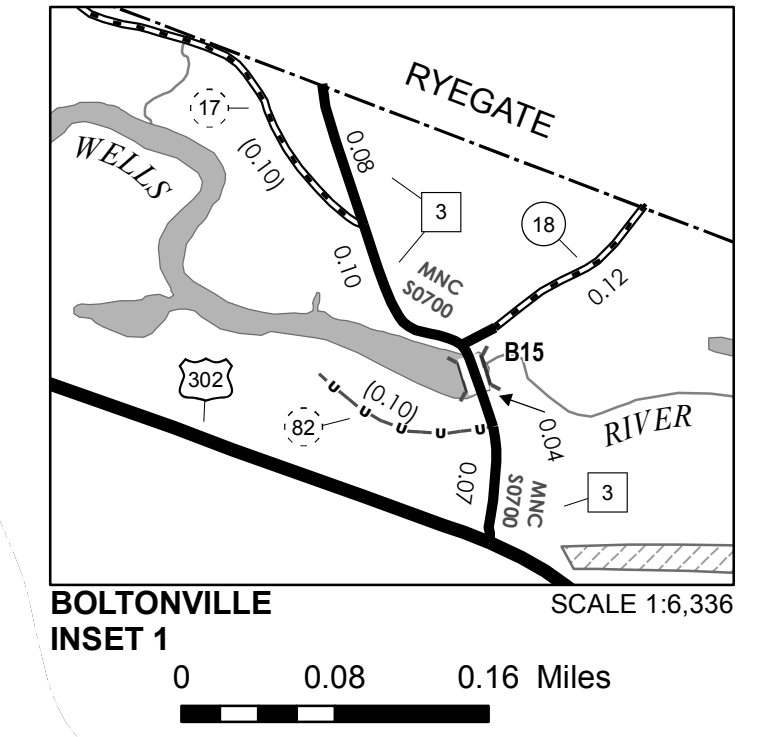 RYEGATE
17
WELLS
(0.10)
0.08
3
18
0.10
MNC
S0700
0.12
B15
302
(0.10)
82
0.04
RIVER
0.07
MNC
S0700
3
U U U U U
BOLTONVILLE
SCALE 1:6,336
INSET 1
0 0.08 0.16 Miles